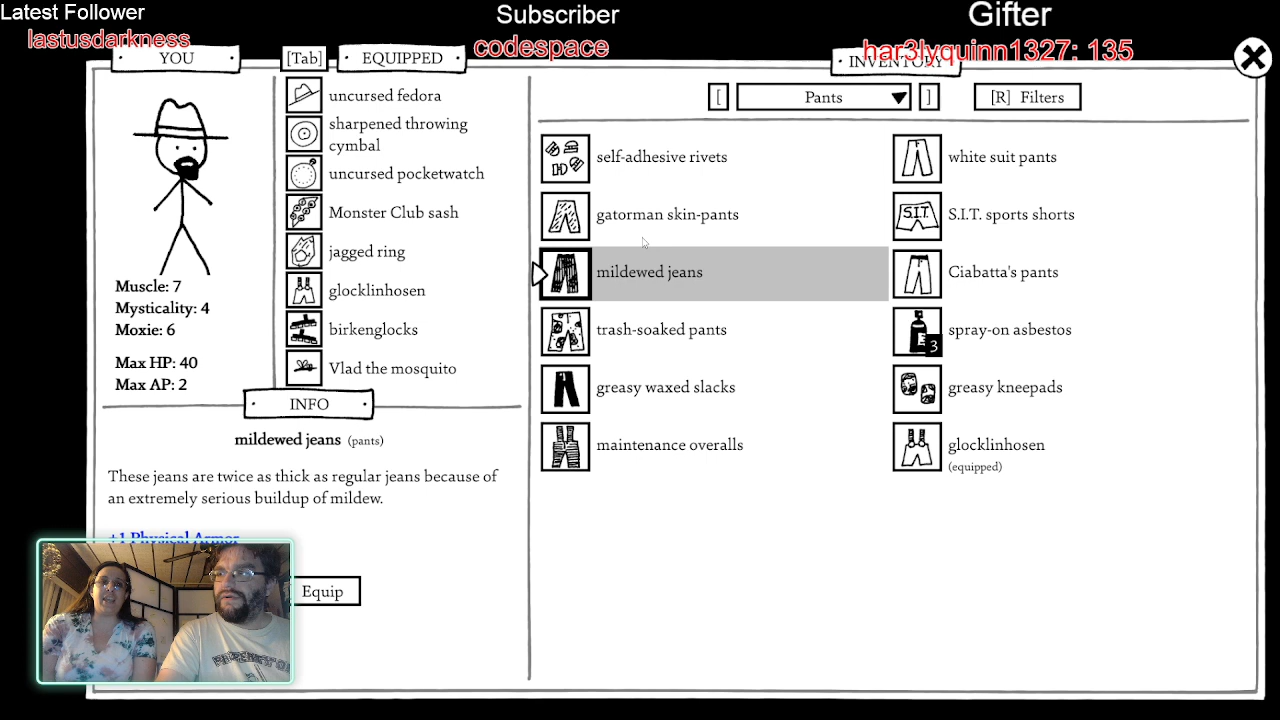 Latest Follower
lastusdarkness
Subscriber
codespace
Gifter
har3lyquinn1327: 135
YOU
[Tab]
EQUIPPED
INVENTORY
uncursed fedora
sharpened throwing
cymbal
uncursed pocketwatch
Monster Club sash
jagged ring
glocklinhosen
birkenglocks
Vlad the mosquito
Muscle: 7
Mysticality: 4
Moxie: 6
Max HP: 40
Max AP: 2
INFO
mildewed jeans (pants)
These jeans are twice as thick as regular jeans because of
an extremely serious buildup of mildew.
+1 Physical Armor
Equip
[ Pants ]
[R] Filters
self-adhesive rivets
gatorman skin-pants
mildewed jeans
trash-soaked pants
greasy waxed slacks
maintenance overalls
white suit pants
S.I.T.
S.I.T. sports shorts
Ciabatta's pants
3
spray-on asbestos
greasy kneepads
glocklinhosen
(equipped)